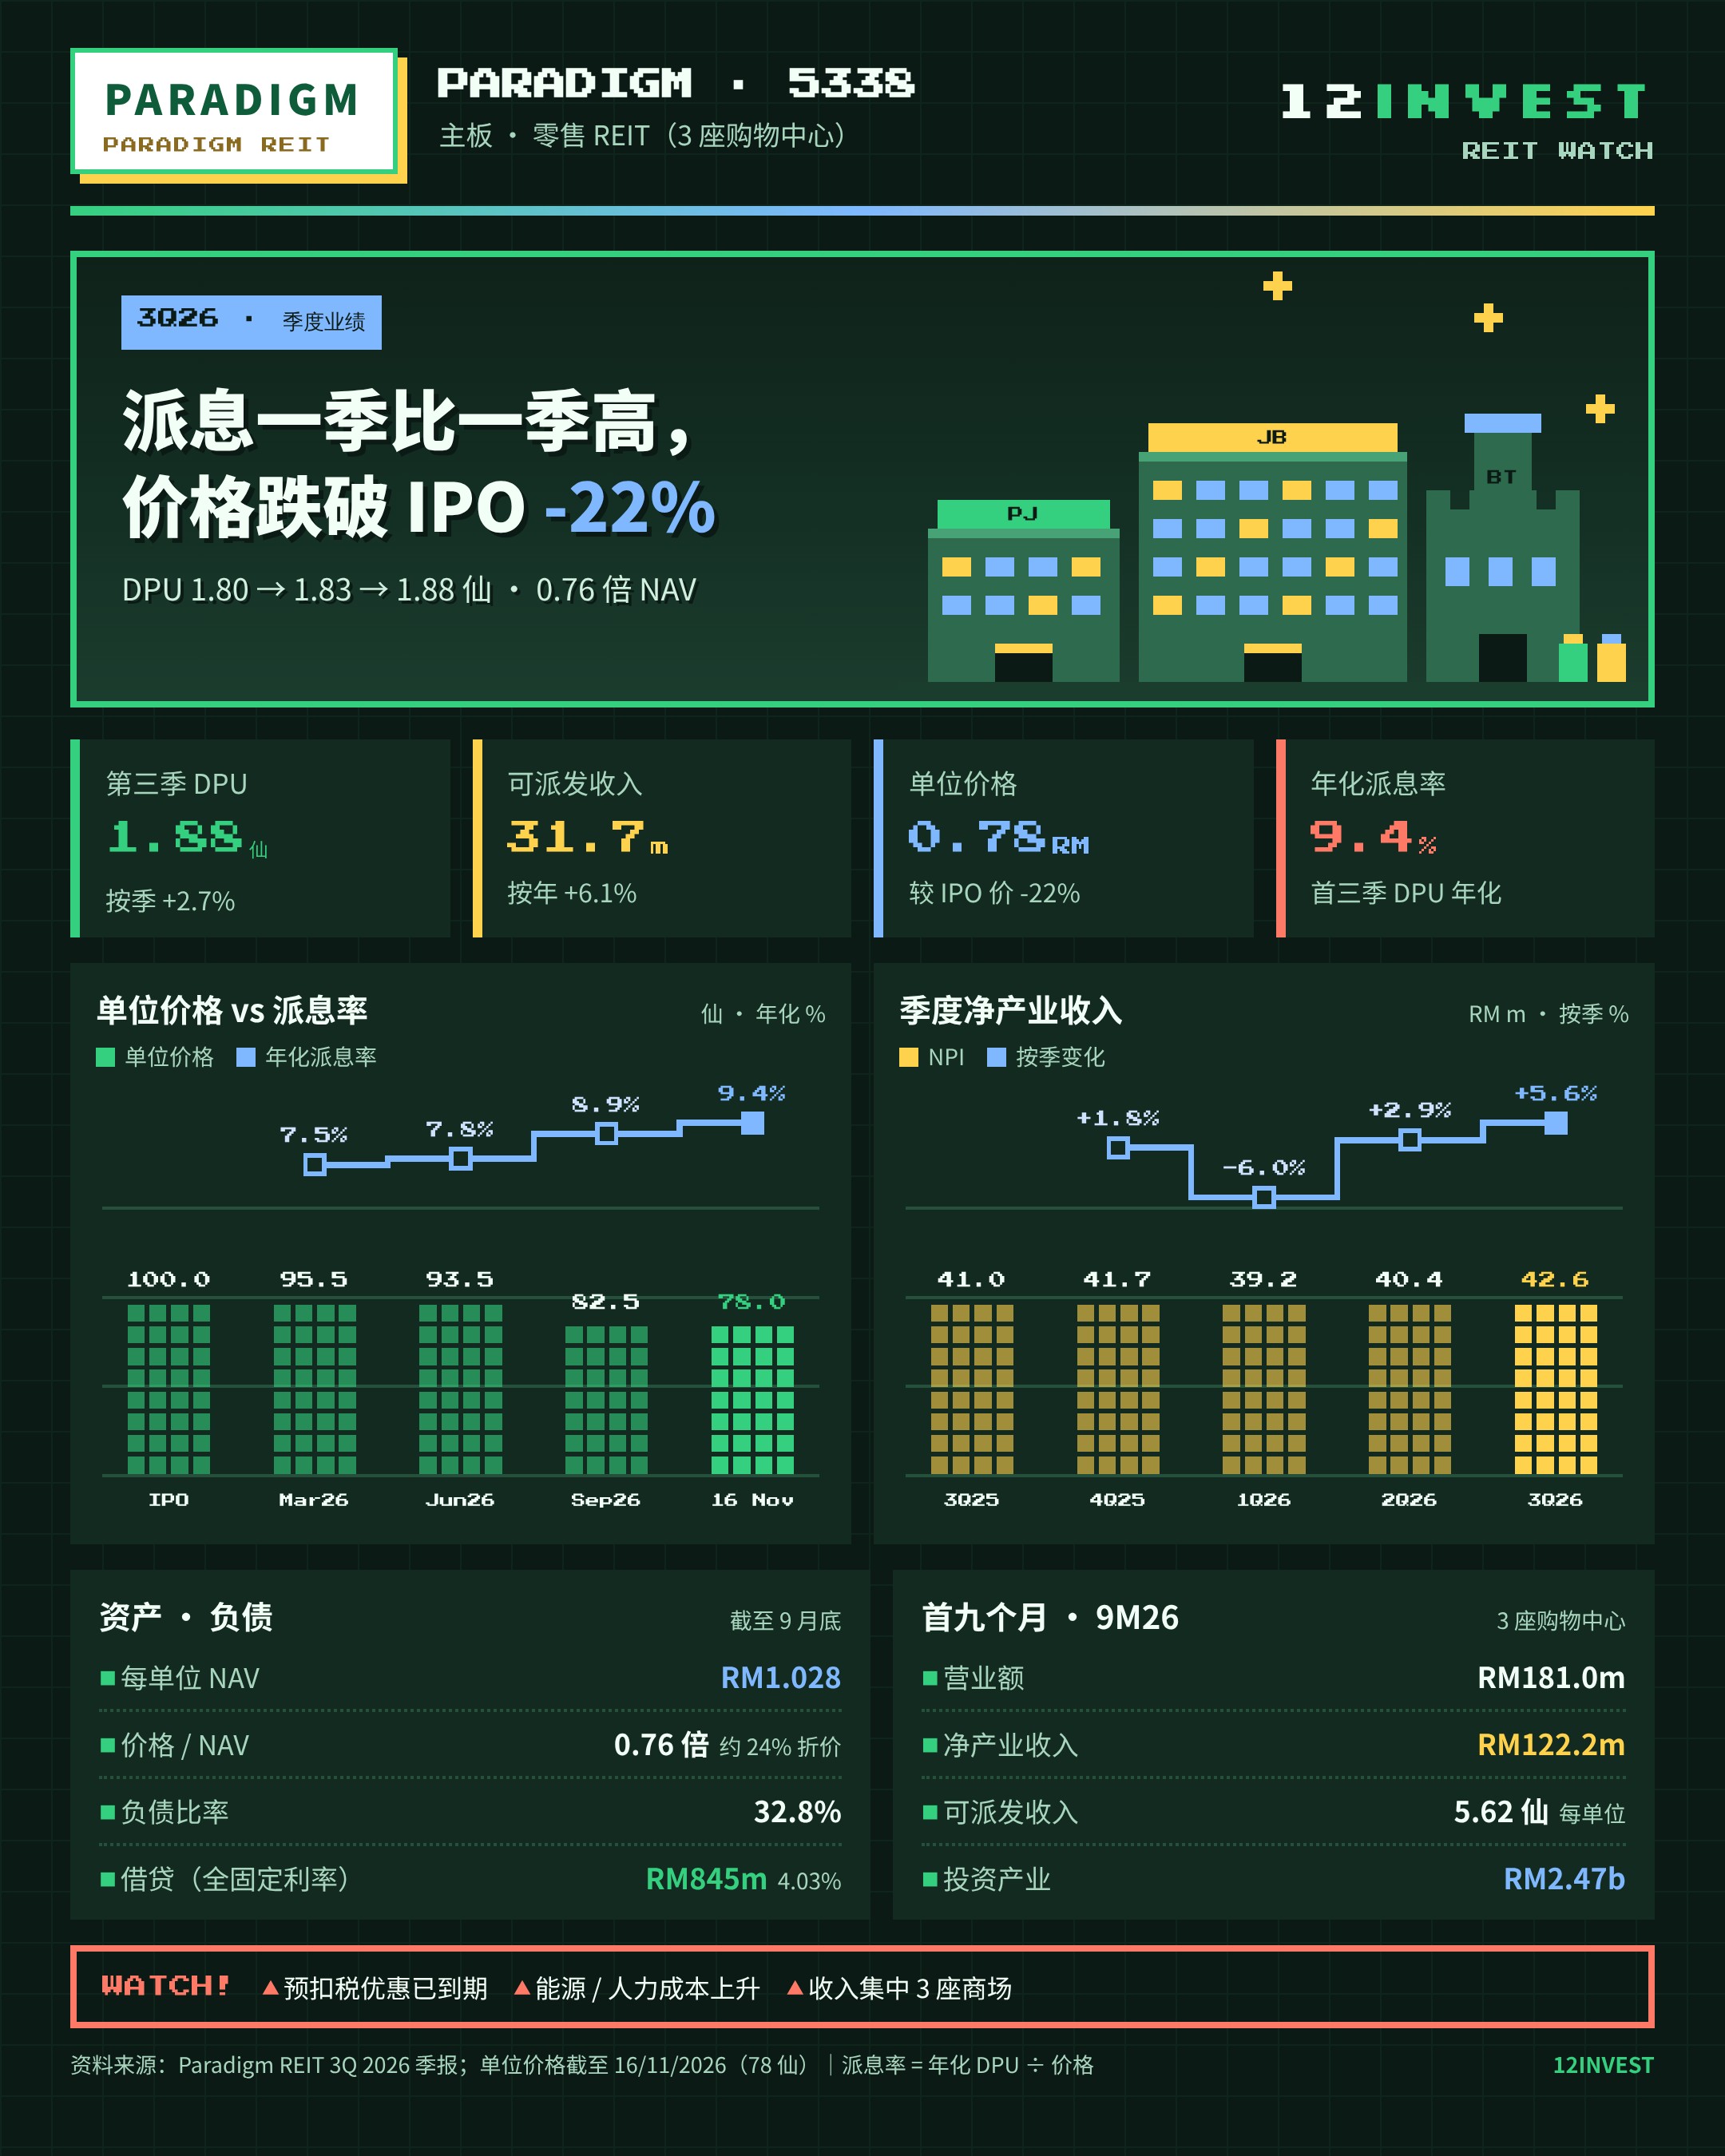 PARADIGM
PARADIGM REIT
PARADIGM · 5338
主板 · 零售 REIT（3 座购物中心）
12INVEST
REIT WATCH
3Q26 · 季度业绩
派息一季比一季高，
价格跌破 IPO -22%
DPU 1.80 → 1.83 → 1.88 仙 · 0.76 倍 NAV
PJ
JB
BT
第三季 DPU
1.88仙
按季 +2.7%
可派发收入
31.7m
按年 +6.1%
单位价格
0.78RM
较 IPO 价 -22%
年化派息率
9.4%
首三季 DPU 年化
单位价格 vs 派息率
仙 · 年化 %
单位价格 年化派息率
7.5% 7.8% 8.9% 9.4%
100.0 95.5 93.5 82.5 78.0
IPO Mar26 Jun26 Sep26 16 Nov
季度净产业收入
RM m · 按季 %
NPI 按季变化
+1.8% -6.0% +2.9% +5.6%
41.0 41.7 39.2 40.4 42.6
3Q25 4Q25 1Q26 2Q26 3Q26
资产 · 负债
截至 9 月底
每单位 NAV RM1.028
价格 / NAV 0.76 倍 约 24% 折价
负债比率 32.8%
借贷（全固定利率） RM845m 4.03%
首九个月 · 9M26
3 座购物中心
营业额 RM181.0m
净产业收入 RM122.2m
可派发收入 5.62 仙 每单位
投资产业 RM2.47b
WATCH! ▲预扣税优惠已到期 ▲能源 / 人力成本上升 ▲收入集中 3 座商场
资料来源：Paradigm REIT 3Q 2026 季报；单位价格截至 16/11/2026（78 仙）｜派息率 = 年化 DPU ÷ 价格
12INVEST